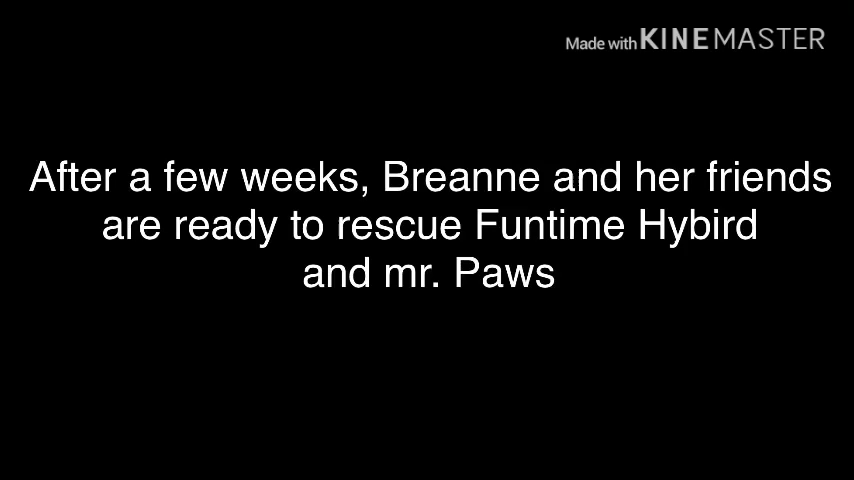 Made with KINEMASTER
After a few weeks, Breanne and her friends
are ready to rescue Funtime Hybird
and mr. Paws